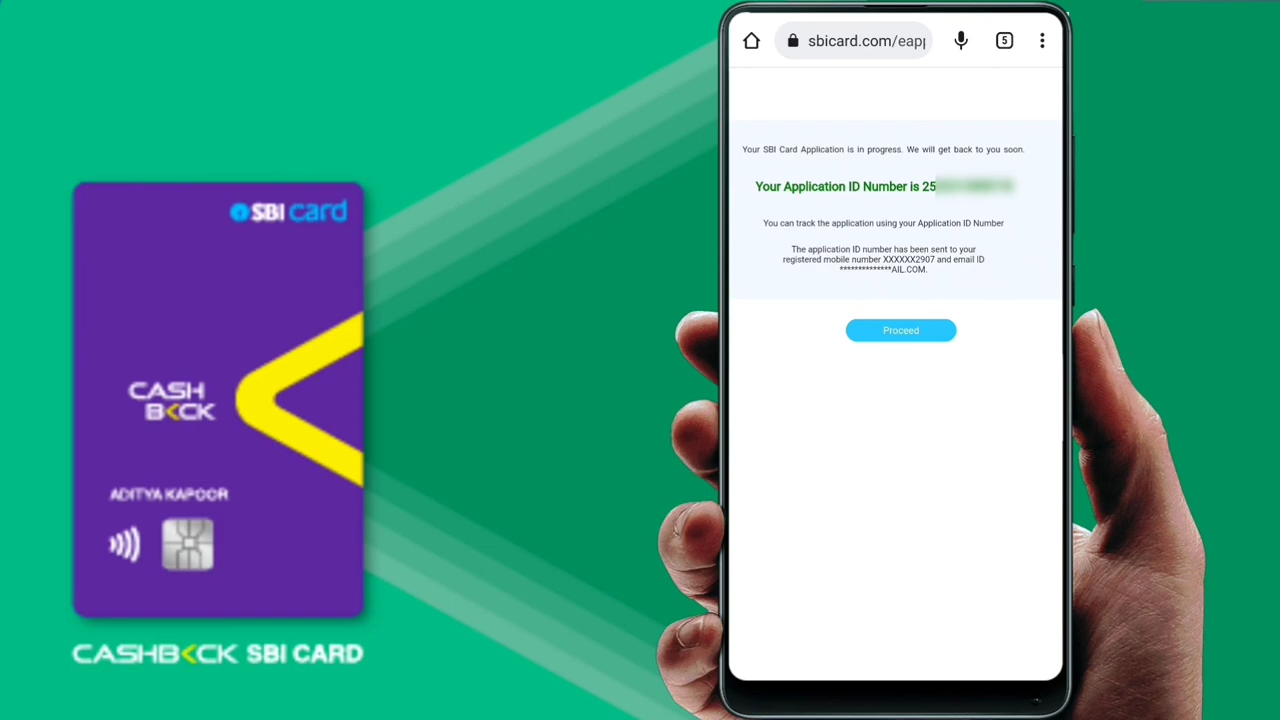 SBI card
CASH
BACK
ADITYA KAPOOR
CASHBACK SBI CARD
sbicard.com/eapp
5
Your SBI Card Application is in progress. We will get back to you soon.
Your Application ID Number is 25
You can track the application using your Application ID Number
The application ID number has been sent to your
registered mobile number XXXXXX2907 and email ID
**************AIL.COM.
Proceed